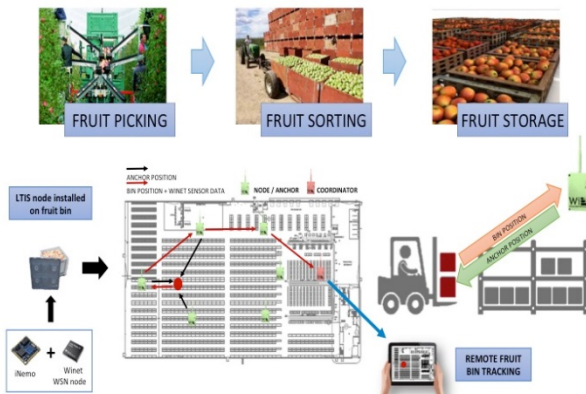 FRUIT PICKING
FRUIT SORTING
FRUIT STORAGE
ANCHOR POSITION
BIN POSITION + WINET SENSOR DATA
NODE / ANCHOR
COORDINATOR
LTIS node installed
on fruit bin
BIN POSITION
ANCHOR POSITION
iNemo
+
Winet
WSN node
REMOTE FRUIT
BIN TRACKING